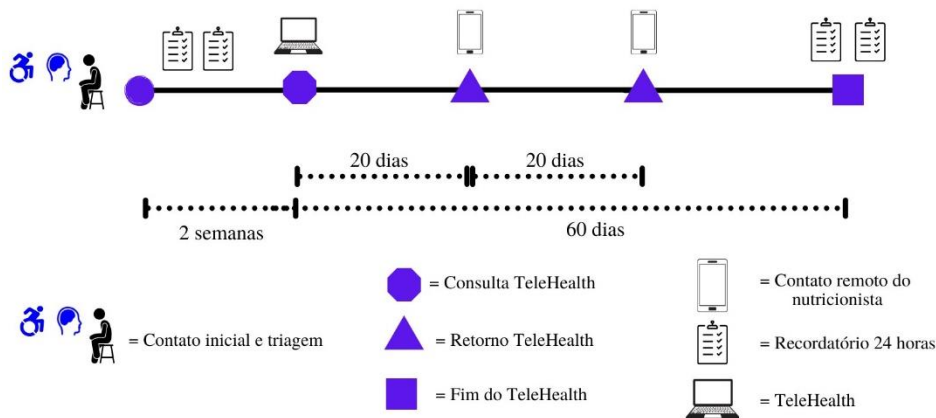 20 dias
20 dias
2 semanas
60 dias
= Consulta TeleHealth
= Contato remoto do
nutricionista
= Contato inicial e triagem
= Retorno TeleHealth
= Recordatório 24 horas
= Fim do TeleHealth
= TeleHealth